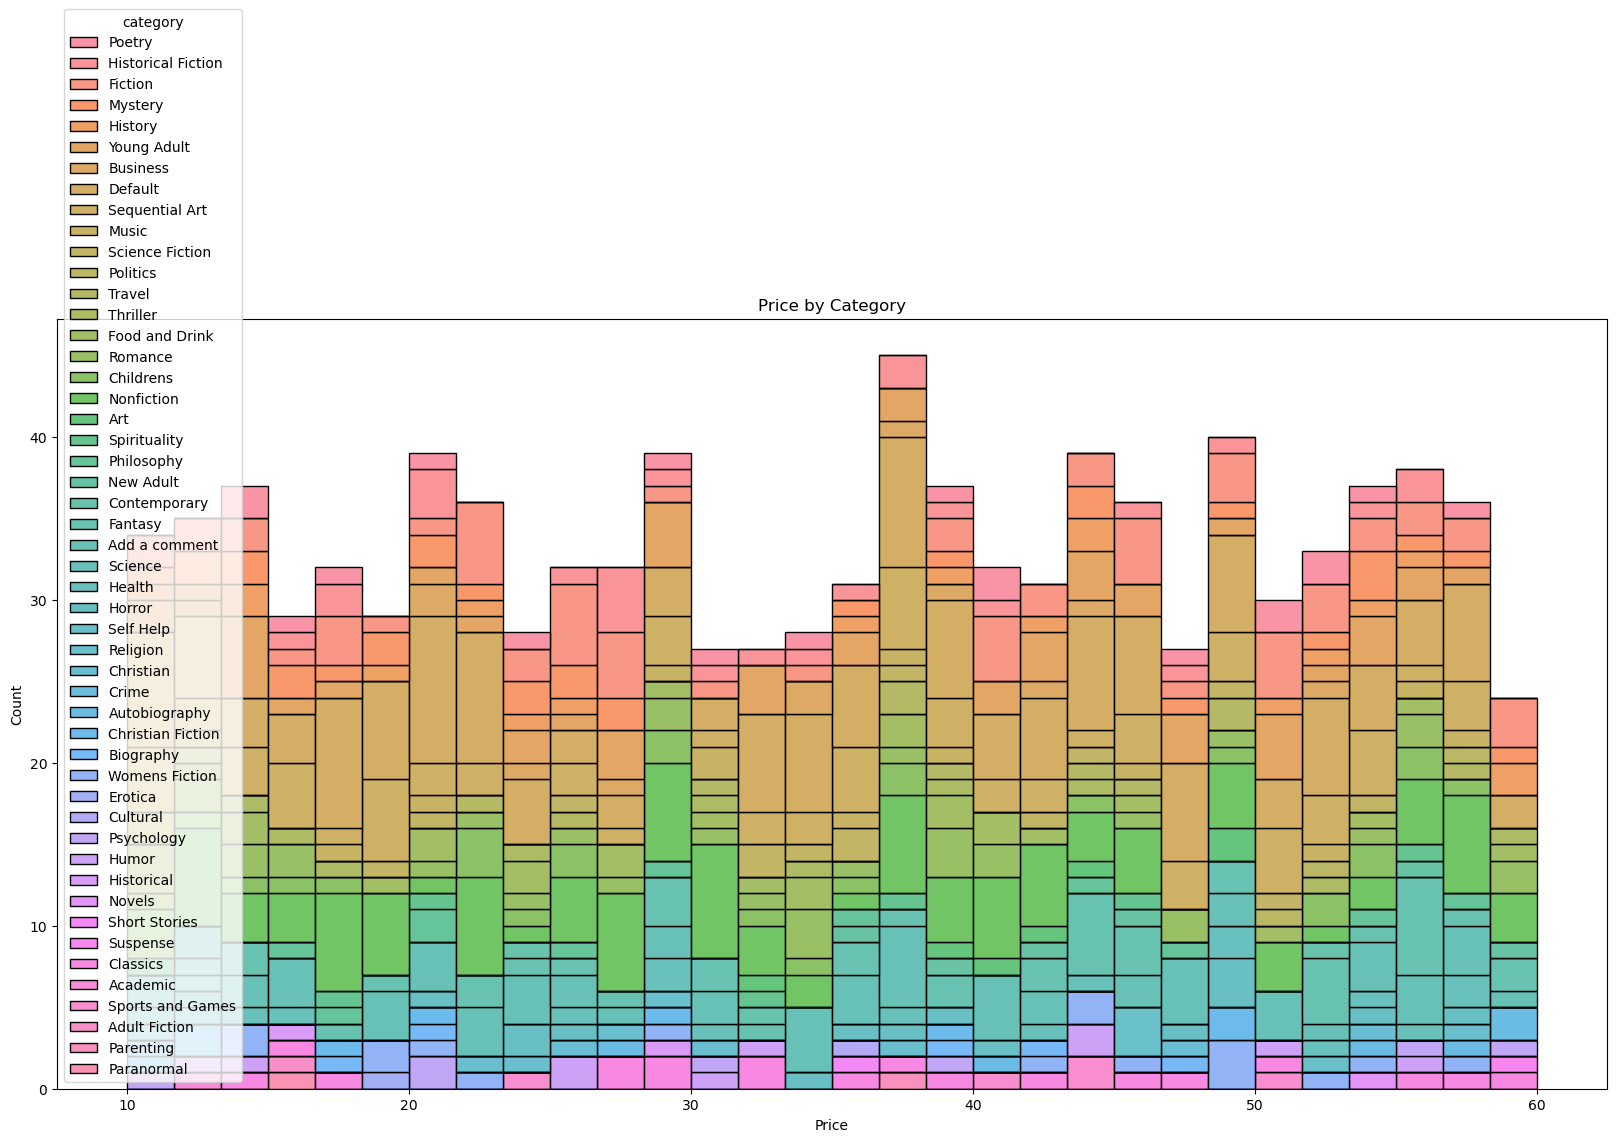 category
Poetry
Historical Fiction
Fiction
Mystery
History
Young Adult
Business
Default
Sequential Art
Music
Science Fiction
Politics
Travel
Thriller
Food and Drink
Romance
Childrens
Nonfiction
Art
Spirituality
Philosophy
New Adult
Contemporary
Fantasy
Add a comment
Science
Health
Horror
Self Help
Religion
Christian
Crime
Autobiography
Christian Fiction
Biography
Womens Fiction
Erotica
Cultural
Psychology
Humor
Historical
Novels
Short Stories
Suspense
Classics
Academic
Sports and Games
Adult Fiction
Parenting
Paranormal
Price by Category
Count
40
30
20
10
0
10 20 30 40 50 60
Price